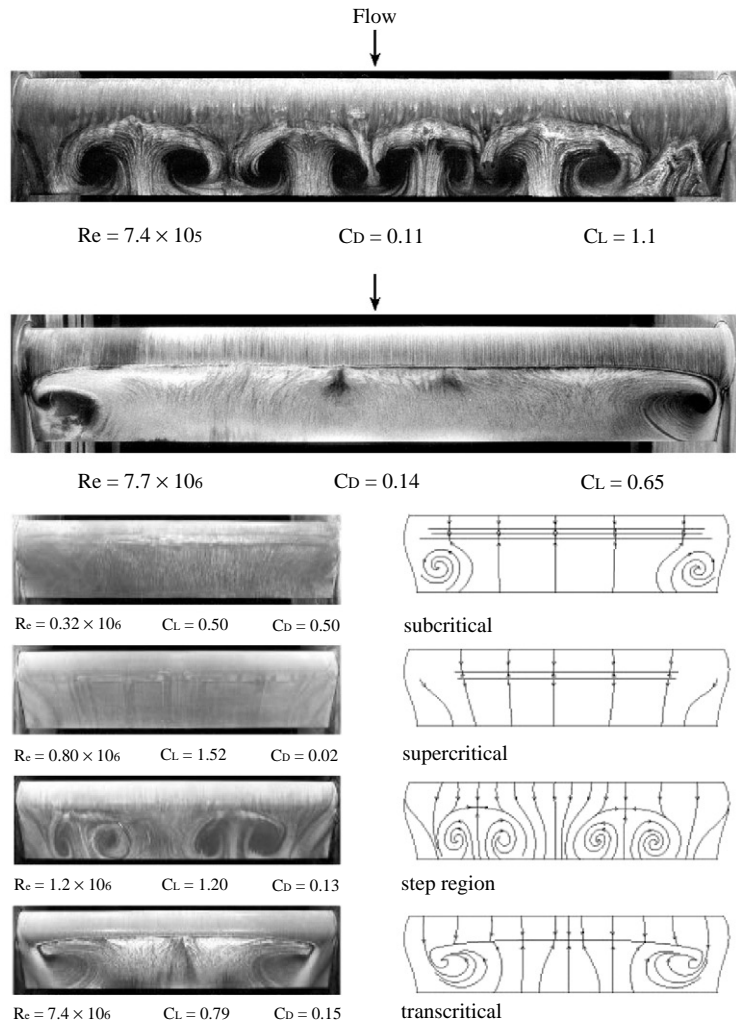 Flow
Re = 7.4 × 10⁵ CD = 0.11 CL = 1.1
Re = 7.7 × 10⁶ CD = 0.14 CL = 0.65
Re = 0.32 × 10⁶ CL = 0.50 CD = 0.50 subcritical
Re = 0.80 × 10⁶ CL = 1.52 CD = 0.02 supercritical
Re = 1.2 × 10⁶ CL = 1.20 CD = 0.13 step region
Re = 7.4 × 10⁶ CL = 0.79 CD = 0.15 transcritical